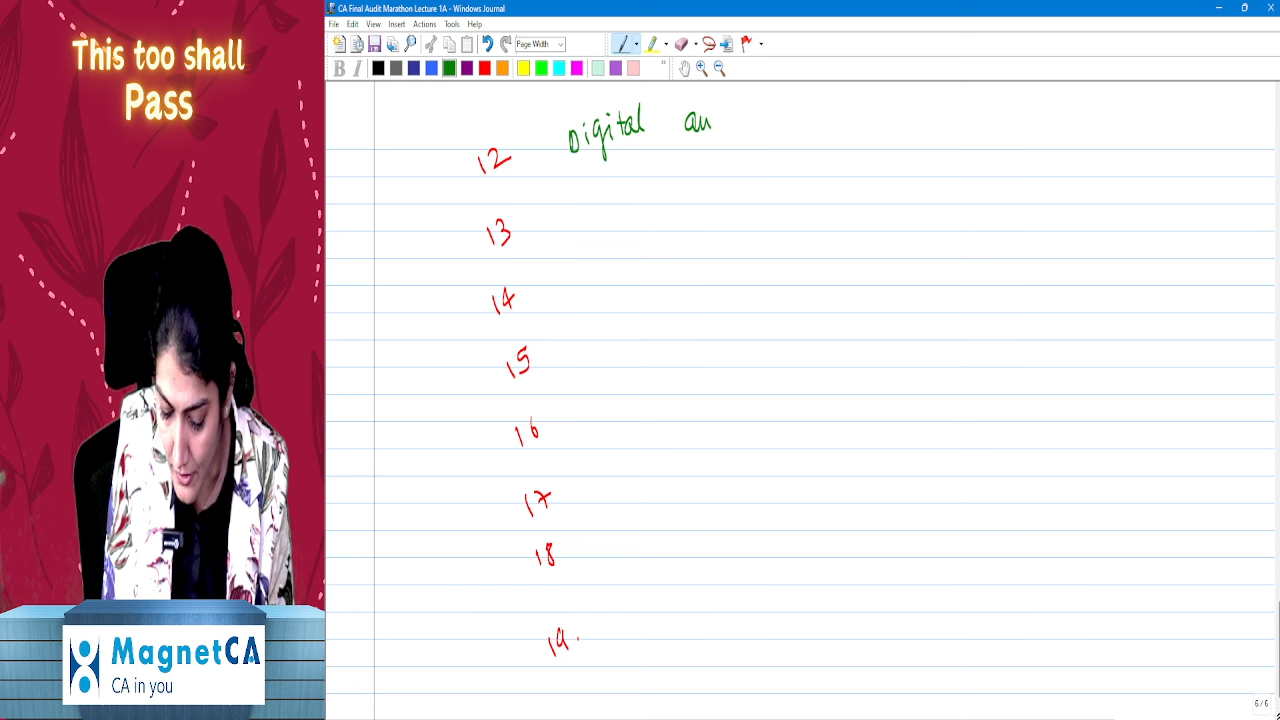 This too shall
Pass
CA Final Audit Marathon Lecture 1A - Windows Journal
File Edit View Insert Actions Tools Help
Page Width
B I
Digital au
12
13
14
15
16
17
18
19.
MagnetCA
CA in you
6 / 6